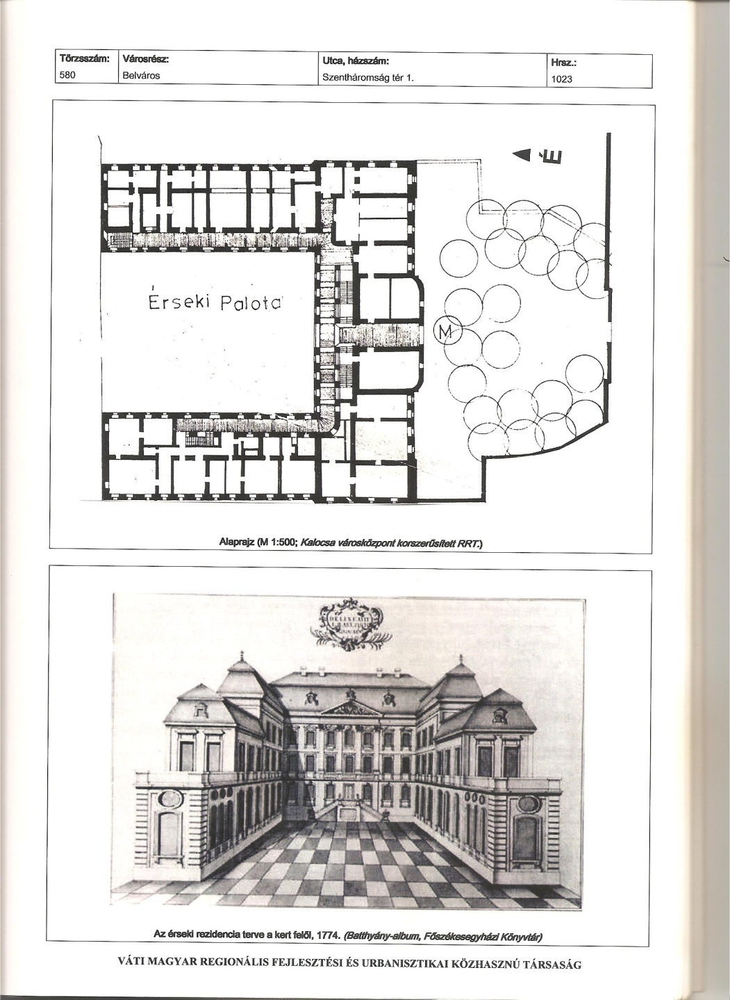 Törzsszám: Városrész: Utca, házszám: Hrsz.:
580 Belváros Szentháromság tér 1. 1023
É
Érseki Palota
M
Alaprajz (M 1:500; Kalocsa városközpont korszerűsített RRT.)
Az érseki rezidencia terve a kert felől, 1774. (Batthyány-album, Főszékesegyházi Könyvtár)
VÁTI MAGYAR REGIONÁLIS FEJLESZTÉSI ÉS URBANISZTIKAI KÖZHASZNÚ TÁRSASÁG